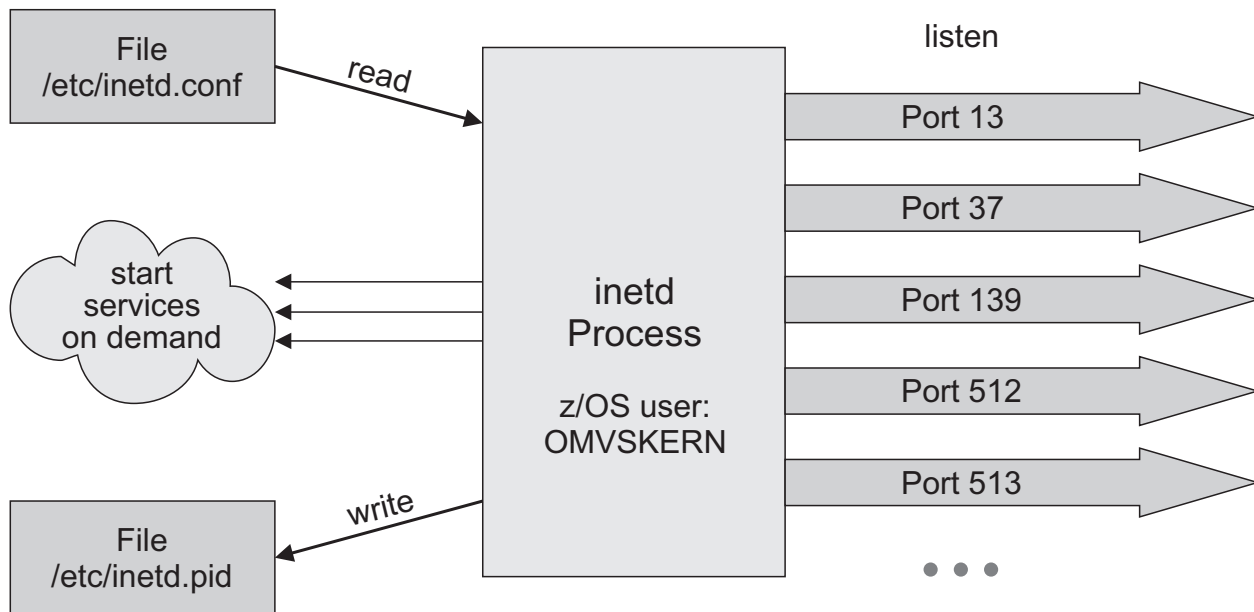 File
/etc/inetd.conf
read
start
services
on demand
File
/etc/inetd.pid
write
inetd
Process
z/OS user:
OMVSKERN
listen
Port 13
Port 37
Port 139
Port 512
Port 513